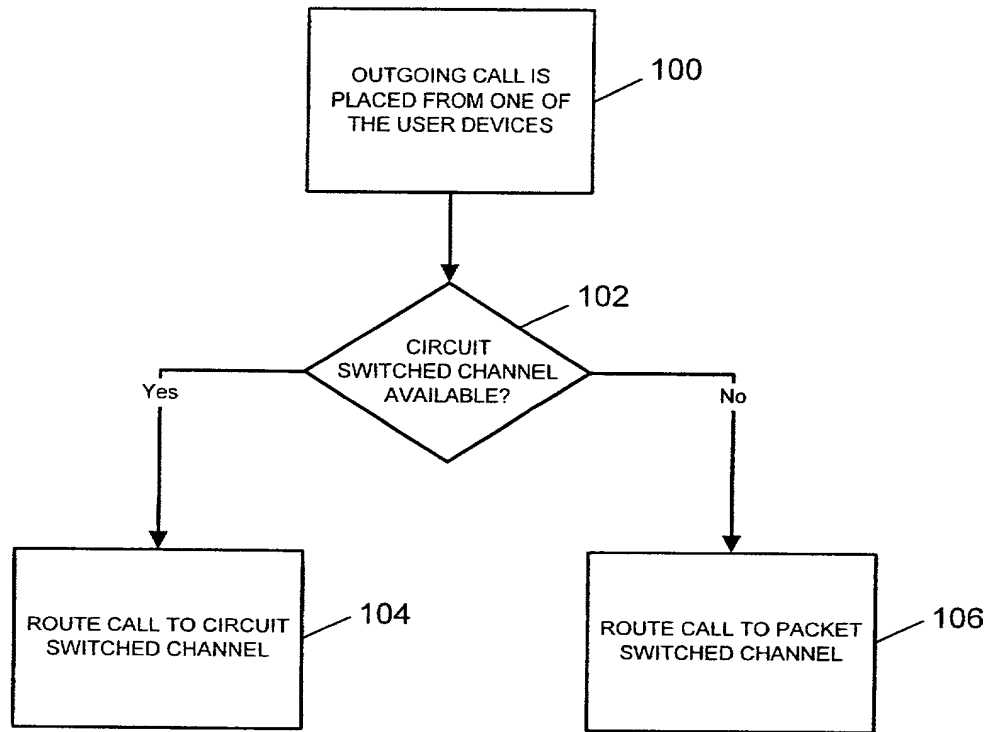 OUTGOING CALL IS
PLACED FROM ONE OF
THE USER DEVICES
100
102
CIRCUIT
SWITCHED CHANNEL
AVAILABLE?
Yes
No
ROUTE CALL TO CIRCUIT
SWITCHED CHANNEL
104
ROUTE CALL TO PACKET
SWITCHED CHANNEL
106